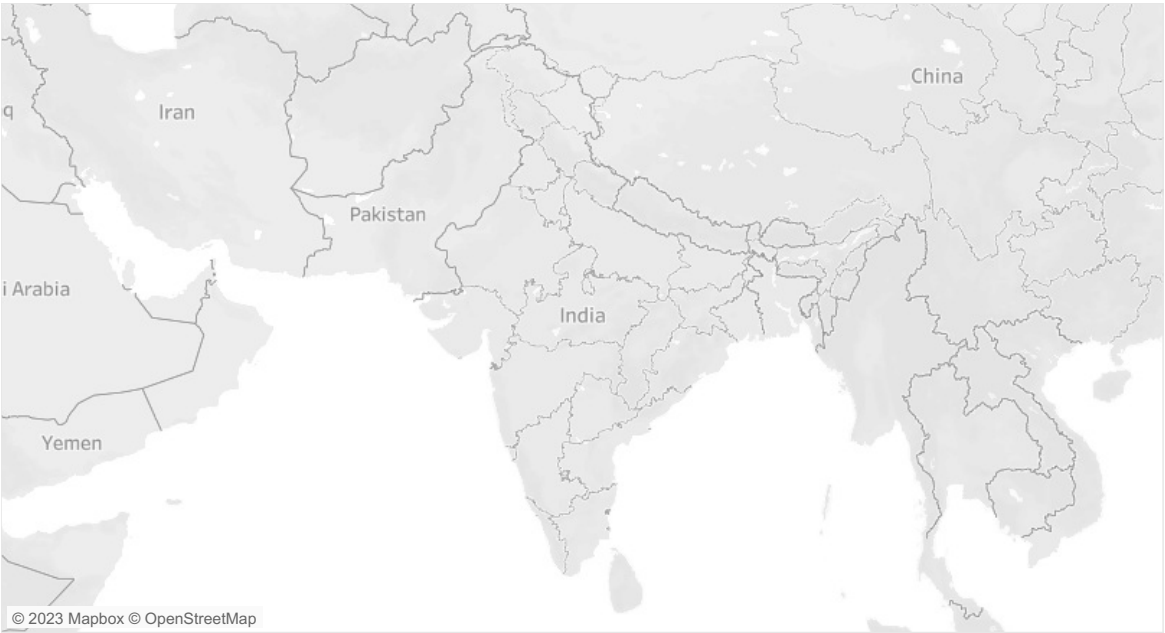 China
Iran
q
Pakistan
i Arabia
India
Yemen
© 2023 Mapbox © OpenStreetMap